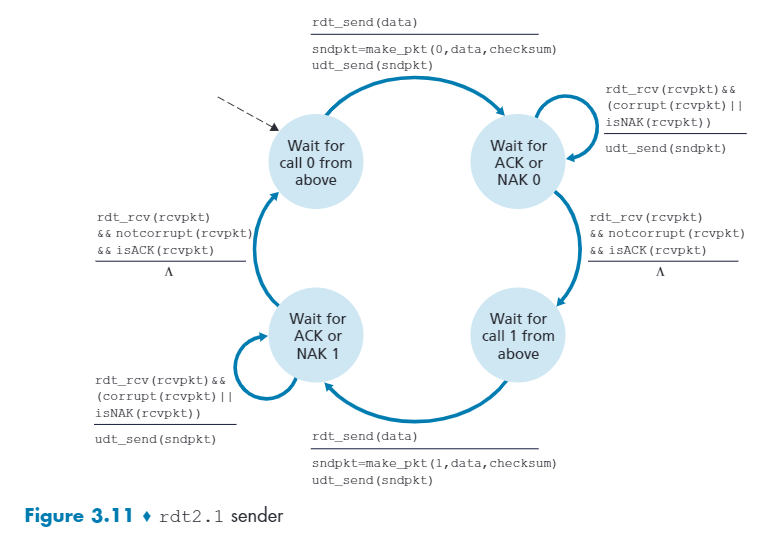 rdt_send(data)
sndpkt=make_pkt(0,data,checksum)
udt_send(sndpkt)
rdt_rcv(rcvpkt)&&
(corrupt(rcvpkt)||
isNAK(rcvpkt))
udt_send(sndpkt)
Wait for
call 0 from
above
Wait for
ACK or
NAK 0
rdt_rcv(rcvpkt)
&& notcorrupt(rcvpkt)
&& isACK(rcvpkt)
Λ
rdt_rcv(rcvpkt)
&& notcorrupt(rcvpkt)
&& isACK(rcvpkt)
Λ
Wait for
ACK or
NAK 1
Wait for
call 1 from
above
rdt_rcv(rcvpkt)&&
(corrupt(rcvpkt)||
isNAK(rcvpkt))
udt_send(sndpkt)
rdt_send(data)
sndpkt=make_pkt(1,data,checksum)
udt_send(sndpkt)
Figure 3.11 ♦ rdt2.1 sender